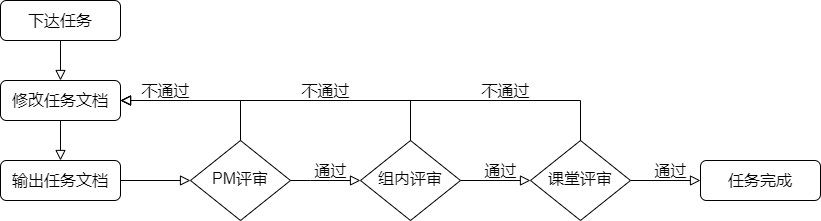 下达任务
修改任务文档
不通过
不通过
不通过
输出任务文档
PM评审
通过
组内评审
通过
课堂评审
通过
任务完成